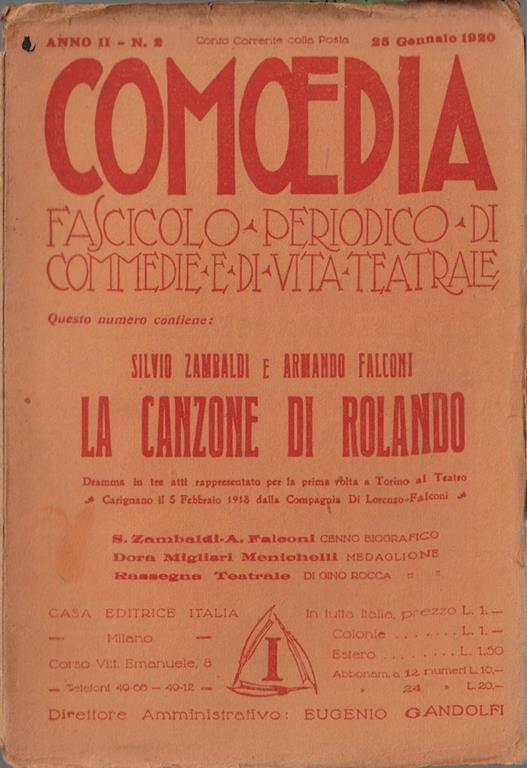 ANNO II - N. 2 Conto Corrente colla Posta 25 Gennaio 1920
COMŒDIA
FASCICOLO PERIODICO DI
COMMEDIE E DI VITA TEATRALE
Questo numero contiene:
SILVIO ZAMBALDI E ARMANDO FALCONI
LA CANZONE DI ROLANDO
Dramma in tre atti rappresentato per la prima volta a Torino al Teatro
Carignano il 5 Febbraio 1918 dalla Compagnia Di Lorenzo-Falconi
S. Zambaldi-A. Falconi CENNO BIOGRAFICO
Dora Migliari Menichelli MEDAGLIONE
Rassegna Teatrale DI GINO ROCCA " "
CASA EDITRICE ITALIA
— Milano —
Corso Vitt. Emanuele, 8
— Telefoni 49-66 - 49-12 —
I
In tutta Italia, prezzo L. 1.—
Colonie . . . . . . . L. 1.—
Estero . . . . . . . . L. 1.50
Abbonam. a 12 numeri L. 10,—
" 24 " L. 20.—
Direttore Amministrativo: EUGENIO GANDOLFI